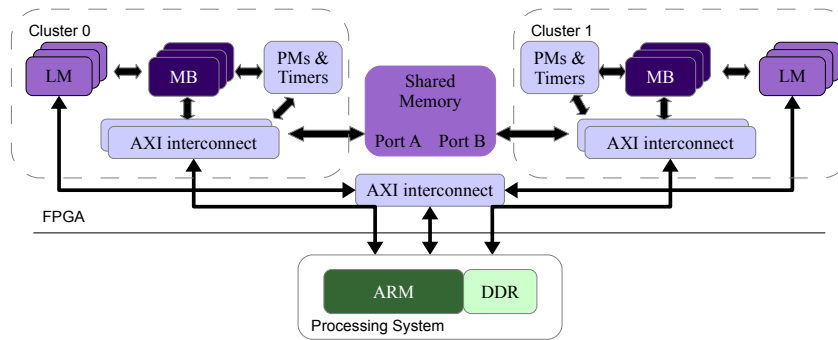 Cluster 0
LM
MB
PMs &
Timers
AXI interconnect
Shared
Memory
Port A
Port B
Cluster 1
PMs &
Timers
MB
LM
AXI interconnect
AXI interconnect
FPGA
ARM
DDR
Processing System